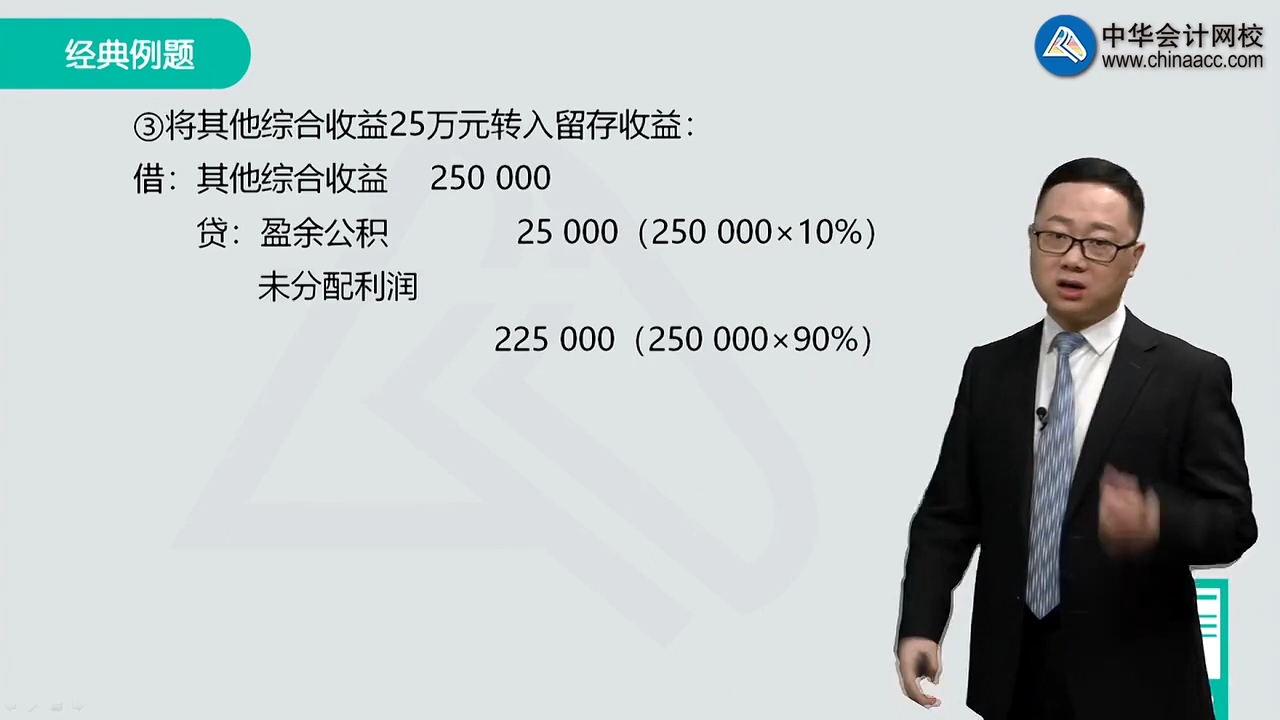 经典例题
中华会计网校
www.chinaacc.com
③将其他综合收益25万元转入留存收益：
借：其他综合收益 250 000
贷：盈余公积 25 000（250 000×10%）
未分配利润
225 000（250 000×90%）